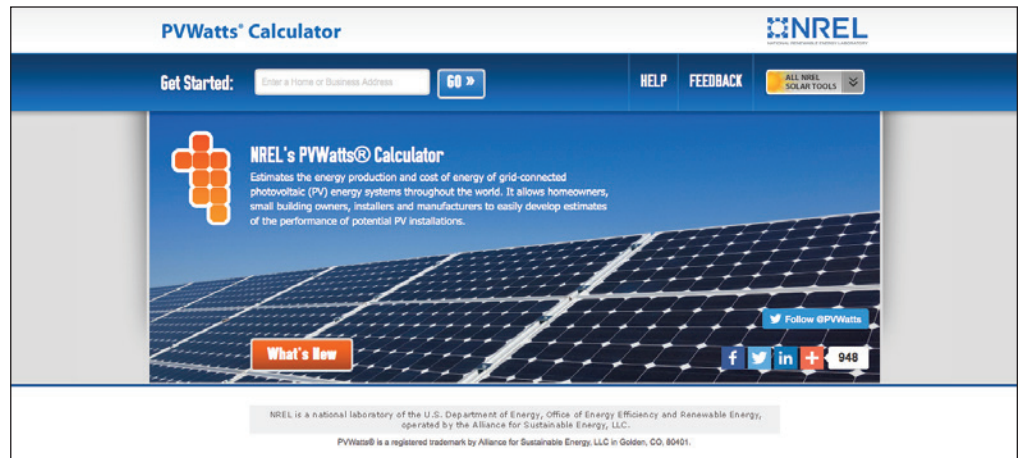 PVWatts® Calculator
NREL
NATIONAL RENEWABLE ENERGY LABORATORY
Get Started:
Enter a Home or Business Address
GO »
HELP
FEEDBACK
ALL NREL
SOLAR TOOLS
NREL's PVWatts® Calculator
Estimates the energy production and cost of energy of grid-connected
photovoltaic (PV) energy systems throughout the world. It allows homeowners,
small building owners, installers and manufacturers to easily develop estimates
of the performance of potential PV installations.
Follow @PVWatts
What's New
f
in
+
948
NREL is a national laboratory of the U.S. Department of Energy, Office of Energy Efficiency and Renewable Energy,
operated by the Alliance for Sustainable Energy, LLC.
PVWatts® is a registered trademark by Alliance for Sustainable Energy, LLC in Golden, CO, 80401.